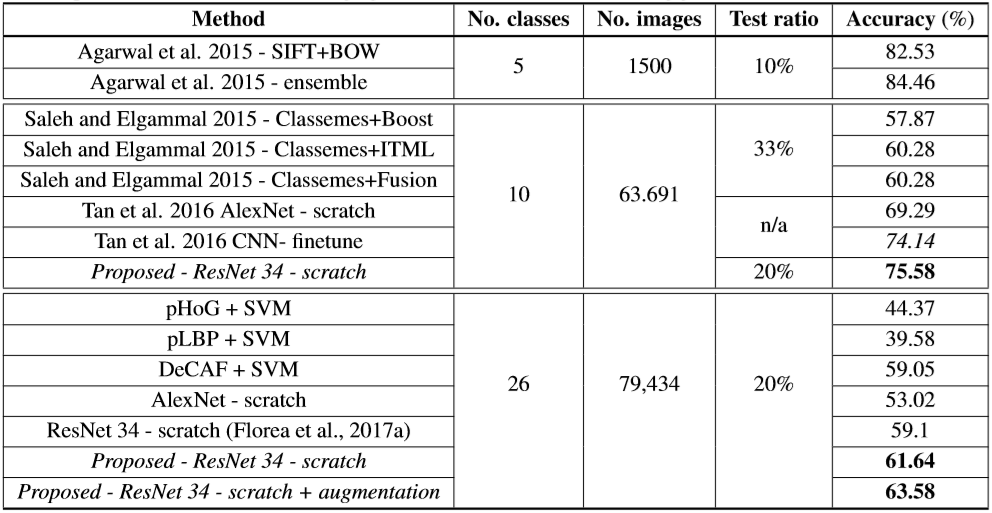 Method No. classes No. images Test ratio Accuracy (%)
Agarwal et al. 2015 - SIFT+BOW 5 1500 10% 82.53
Agarwal et al. 2015 - ensemble 84.46
Saleh and Elgammal 2015 - Classemes+Boost 10 63.691 33% 57.87
Saleh and Elgammal 2015 - Classemes+ITML 60.28
Saleh and Elgammal 2015 - Classemes+Fusion 60.28
Tan et al. 2016 AlexNet - scratch n/a 69.29
Tan et al. 2016 CNN- finetune 74.14
Proposed - ResNet 34 - scratch 20% 75.58
pHoG + SVM 26 79,434 20% 44.37
pLBP + SVM 39.58
DeCAF + SVM 59.05
AlexNet - scratch 53.02
ResNet 34 - scratch (Florea et al., 2017a) 59.1
Proposed - ResNet 34 - scratch 61.64
Proposed - ResNet 34 - scratch + augmentation 63.58